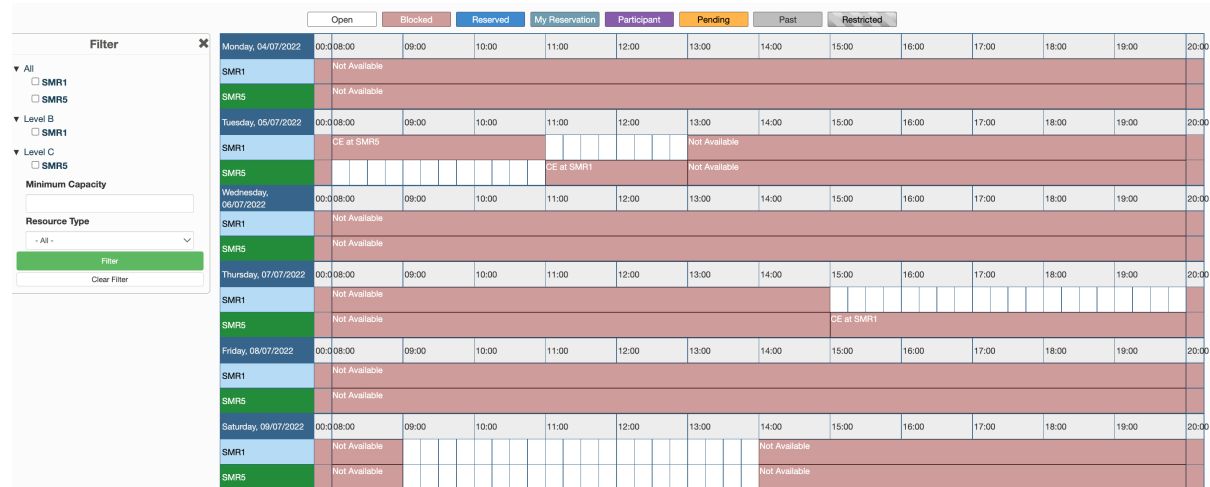 Open Blocked Reserved My Reservation Participant Pending Past Restricted
Filter ✖
▼ All
SMR1
SMR5
▼ Level B
SMR1
▼ Level C
SMR5
Minimum Capacity
Resource Type
- All -
Filter
Clear Filter
Monday, 04/07/2022 00:0 08:00 09:00 10:00 11:00 12:00 13:00 14:00 15:00 16:00 17:00 18:00 19:00 20:00
SMR1 Not Available
SMR5 Not Available
Tuesday, 05/07/2022 00:0 08:00 09:00 10:00 11:00 12:00 13:00 14:00 15:00 16:00 17:00 18:00 19:00 20:00
SMR1 CE at SMR5 Not Available
SMR5 CE at SMR1 Not Available
Wednesday,
06/07/2022 00:0 08:00 09:00 10:00 11:00 12:00 13:00 14:00 15:00 16:00 17:00 18:00 19:00 20:00
SMR1 Not Available
SMR5 Not Available
Thursday, 07/07/2022 00:0 08:00 09:00 10:00 11:00 12:00 13:00 14:00 15:00 16:00 17:00 18:00 19:00 20:00
SMR1 Not Available
SMR5 Not Available CE at SMR1
Friday, 08/07/2022 00:0 08:00 09:00 10:00 11:00 12:00 13:00 14:00 15:00 16:00 17:00 18:00 19:00 20:00
SMR1 Not Available
SMR5 Not Available
Saturday, 09/07/2022 00:0 08:00 09:00 10:00 11:00 12:00 13:00 14:00 15:00 16:00 17:00 18:00 19:00 20:00
SMR1 Not Available Not Available
SMR5 Not Available Not Available